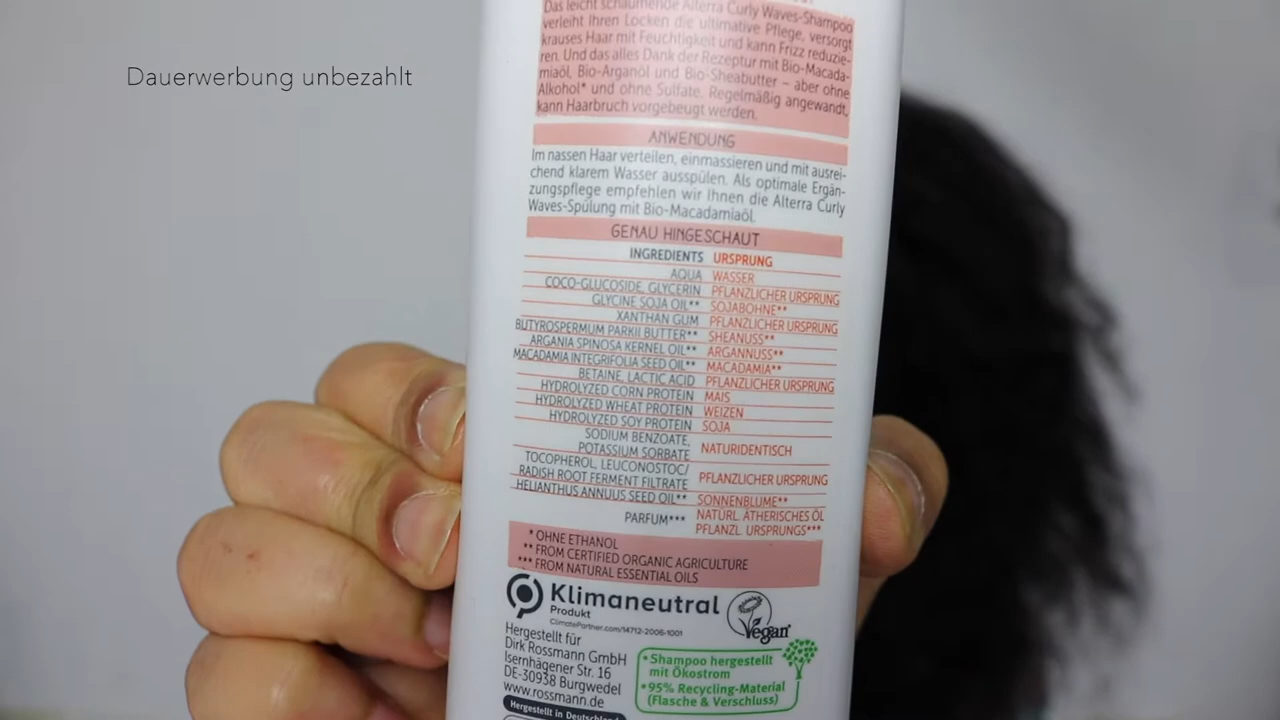 Dauerwerbung unbezahlt
Das leicht schäumende Alterra Curly Waves-Shampoo
verleiht Ihren Locken die ultimative Pflege, versorgt
krauses Haar mit Feuchtigkeit und kann Frizz reduzie-
ren. Und das alles Dank der Rezeptur mit Bio-Macada-
miaöl, Bio-Arganöl und Bio-Sheabutter – aber ohne
Alkohol* und ohne Sulfate. Regelmäßig angewandt,
kann Haarbruch vorgebeugt werden.
ANWENDUNG
Im nassen Haar verteilen, einmassieren und mit ausrei-
chend klarem Wasser ausspülen. Als optimale Ergän-
zungspflege empfehlen wir Ihnen die Alterra Curly
Waves-Spülung mit Bio-Macadamiaöl.
GENAU HINGESCHAUT
INGREDIENTS URSPRUNG
AQUA WASSER
COCO-GLUCOSIDE, GLYCERIN PFLANZLICHER URSPRUNG
GLYCINE SOJA OIL** SOJABOHNE**
XANTHAN GUM PFLANZLICHER URSPRUNG
BUTYROSPERMUM PARKII BUTTER** SHEANUSS**
ARGANIA SPINOSA KERNEL OIL** ARGANNUSS**
MACADAMIA INTEGRIFOLIA SEED OIL** MACADAMIA**
BETAINE, LACTIC ACID PFLANZLICHER URSPRUNG
HYDROLYZED CORN PROTEIN MAIS
HYDROLYZED WHEAT PROTEIN WEIZEN
HYDROLYZED SOY PROTEIN SOJA
SODIUM BENZOATE,
POTASSIUM SORBATE NATURIDENTISCH
TOCOPHEROL, LEUCONOSTOC/
RADISH ROOT FERMENT FILTRATE PFLANZLICHER URSPRUNG
HELIANTHUS ANNUUS SEED OIL** SONNENBLUME**
PARFUM*** NATÜRL. ÄTHERISCHES ÖL
PFLANZL. URSPRUNGS***
* OHNE ETHANOL
** FROM CERTIFIED ORGANIC AGRICULTURE
*** FROM NATURAL ESSENTIAL OILS
Klimaneutral
Produkt
ClimatePartner.com/14712-2006-1001
Vegan
Hergestellt für
Dirk Rossmann GmbH
Isernhägener Str. 16
DE-30938 Burgwedel
www.rossmann.de
Hergestellt in Deutschland
• Shampoo hergestellt
mit Ökostrom
• 95% Recycling-Material
(Flasche & Verschluss)